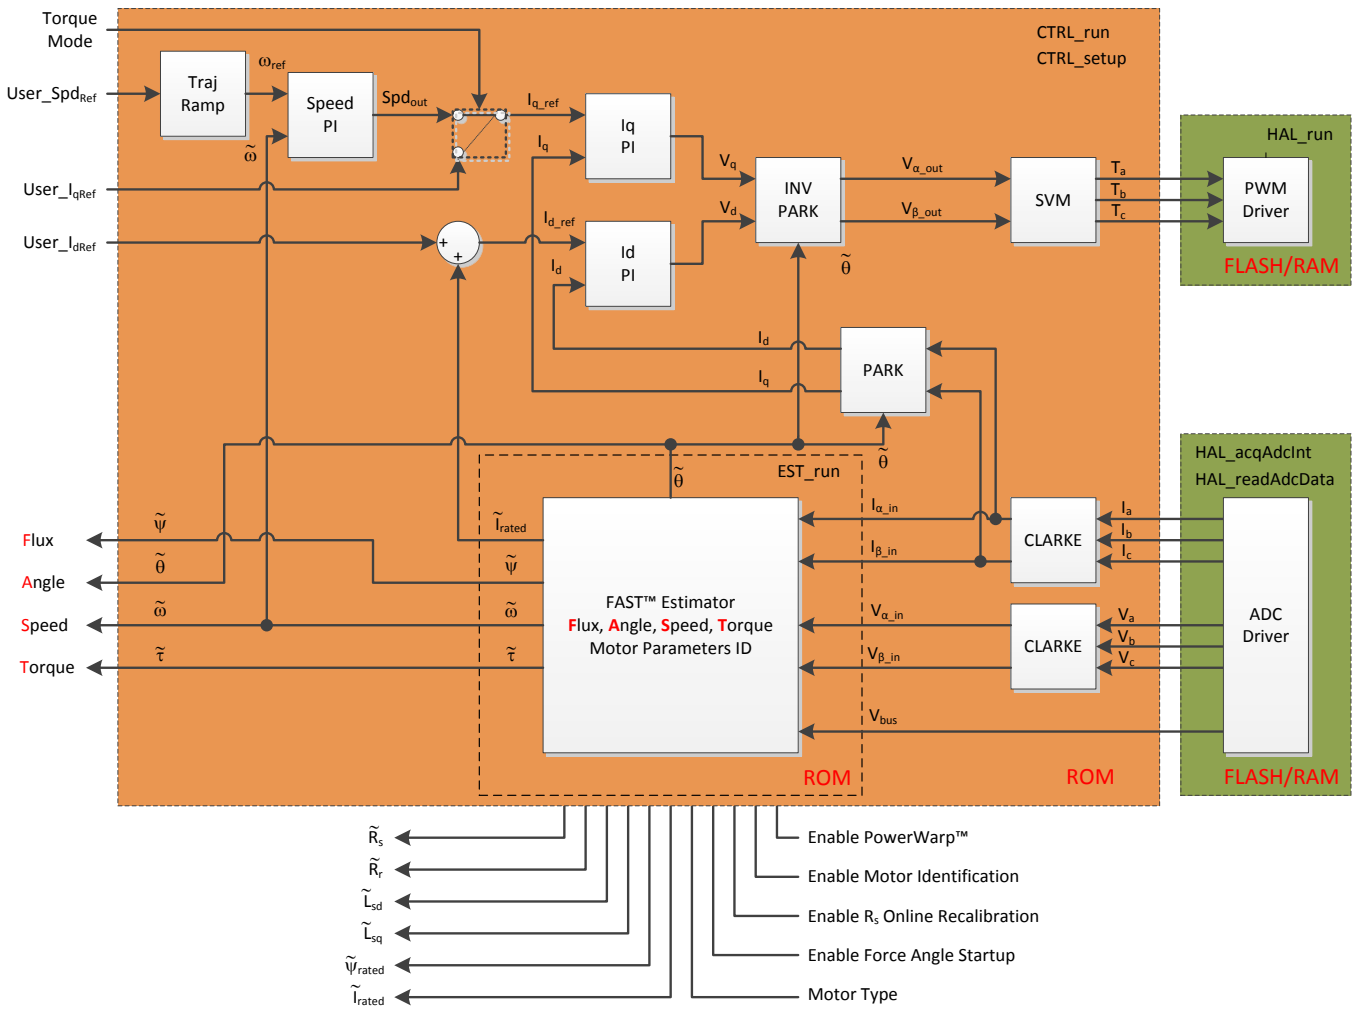 Torque
Mode
CTRL_run
CTRL_setup
User_SpdRef
Traj
Ramp
ωref
Speed
PI
Spdout
Iq_ref
Iq
PI
Iq
ω̃
User_IqRef
Vq
Vd
INV
PARK
Vα_out
Vβ_out
SVM
Ta
Tb
Tc
HAL_run
PWM
Driver
FLASH/RAM
User_IdRef
+
+
Id_ref
Id
Id
PI
θ̃
Id
Iq
PARK
θ̃
θ̃
EST_run
HAL_acqAdcInt
HAL_readAdcData
Ĩrated
Iα_in
Iβ_in
CLARKE
Ia
Ib
Ic
Flux
ψ̃
ψ̃
Angle
θ̃
Speed
ω̃
ω̃
Torque
τ̃
τ̃
FAST™ Estimator
Flux, Angle, Speed, Torque
Motor Parameters ID
Vα_in
Vβ_in
CLARKE
Va
Vb
Vc
ADC
Driver
Vbus
ROM
ROM
FLASH/RAM
R̃s
R̃r
L̃sd
L̃sq
ψ̃rated
Ĩrated
Enable PowerWarp™
Enable Motor Identification
Enable Rs Online Recalibration
Enable Force Angle Startup
Motor Type